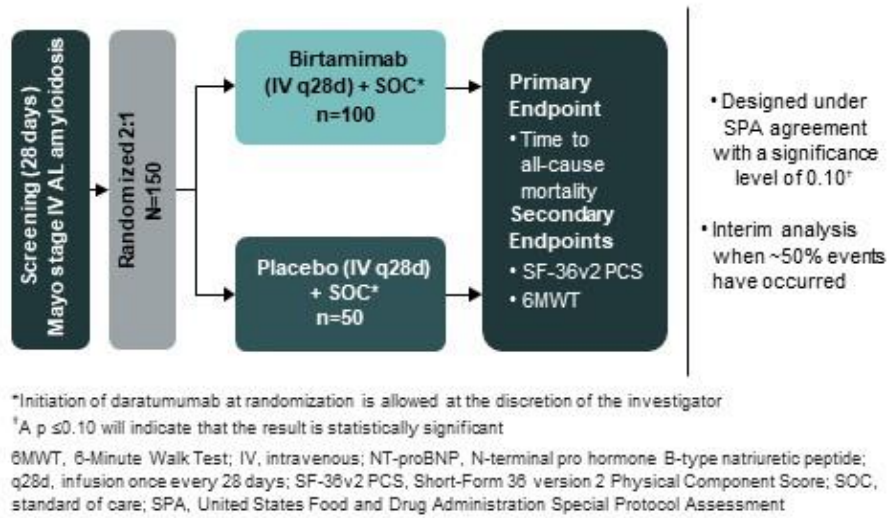 Screening (28 days)
Mayo stage IV AL amyloidosis
Randomized 2:1
N=150
Birtamimab
(IV q28d) + SOC*
n=100
Placebo (IV q28d)
+ SOC*
n=50
Primary
Endpoint
• Time to
all-cause
mortality
Secondary
Endpoints
• SF-36v2 PCS
• 6MWT
• Designed under
SPA agreement
with a significance
level of 0.10†
• Interim analysis
when ~50% events
have occurred
*Initiation of daratumumab at randomization is allowed at the discretion of the investigator
†A p ≤0.10 will indicate that the result is statistically significant
6MWT, 6-Minute Walk Test; IV, intravenous; NT-proBNP, N-terminal pro hormone B-type natriuretic peptide;
q28d, infusion once every 28 days; SF-36v2 PCS, Short-Form 36 version 2 Physical Component Score; SOC,
standard of care; SPA, United States Food and Drug Administration Special Protocol Assessment